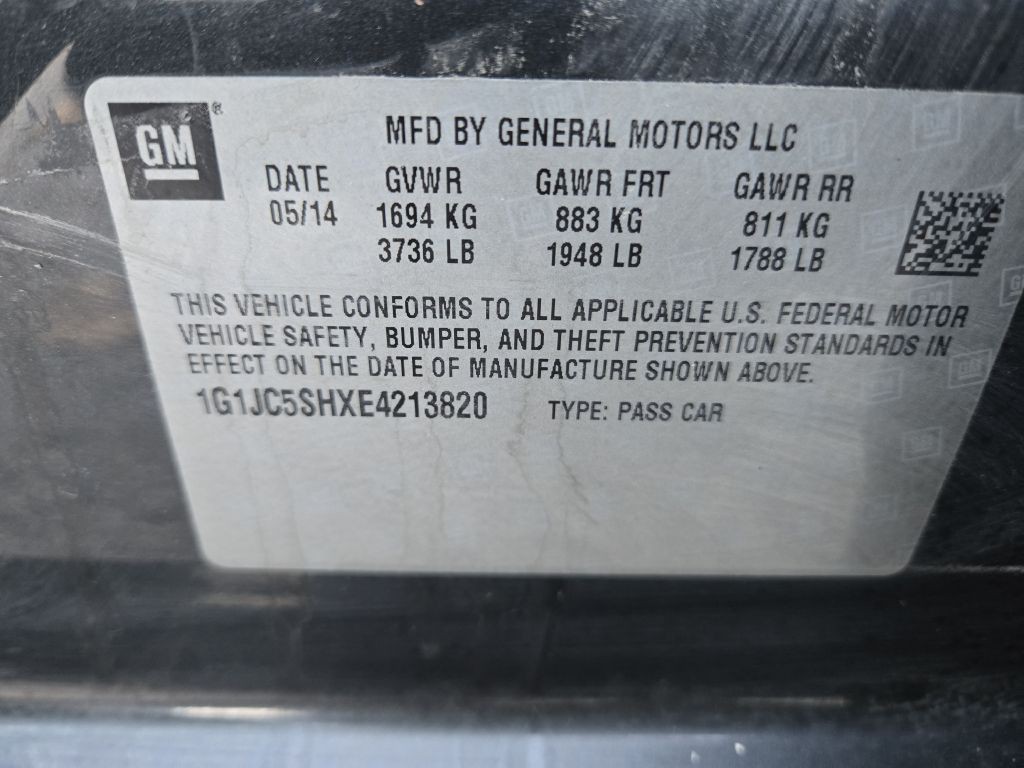 GM®
MFD BY GENERAL MOTORS LLC
DATE GVWR GAWR FRT GAWR RR
05/14 1694 KG 883 KG 811 KG
3736 LB 1948 LB 1788 LB
THIS VEHICLE CONFORMS TO ALL APPLICABLE U.S. FEDERAL MOTOR
VEHICLE SAFETY, BUMPER, AND THEFT PREVENTION STANDARDS IN
EFFECT ON THE DATE OF MANUFACTURE SHOWN ABOVE.
1G1JC5SHXE4213820 TYPE: PASS CAR